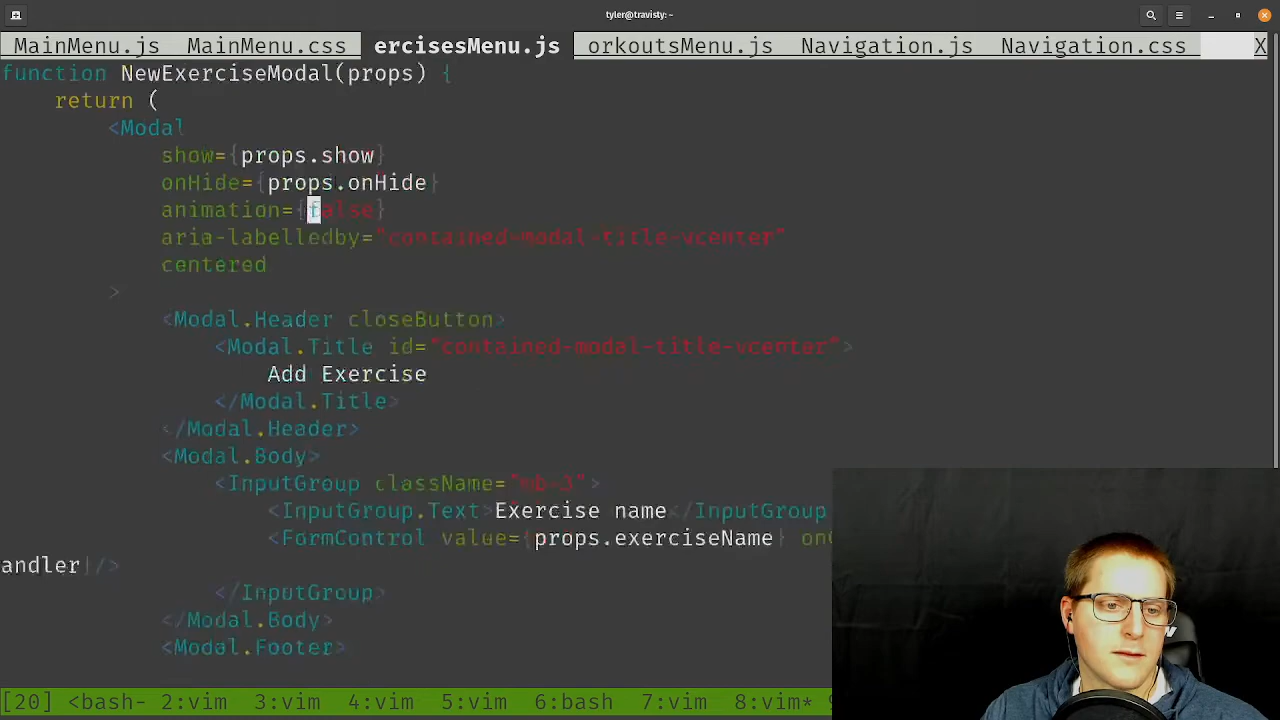 tyler@travisty: ~
MainMenu.js MainMenu.css ercisesMenu.js orkoutsMenu.js Navigation.js Navigation.css X
function NewExerciseModal(props) {
return (
<Modal
show={props.show}
onHide={props.onHide}
animation={false}
aria-labelledby="contained-modal-title-vcenter"
centered
>
<Modal.Header closeButton>
<Modal.Title id="contained-modal-title-vcenter">
Add Exercise
</Modal.Title>
</Modal.Header>
<Modal.Body>
<InputGroup className="mb-3">
<InputGroup.Text>Exercise name</InputGroup
<FormControl value={props.exerciseName} on
andler}/>
</InputGroup>
</Modal.Body>
<Modal.Footer>
[20] <bash- 2:vim 3:vim 4:vim 5:vim 6:bash 7:vim 8:vim*